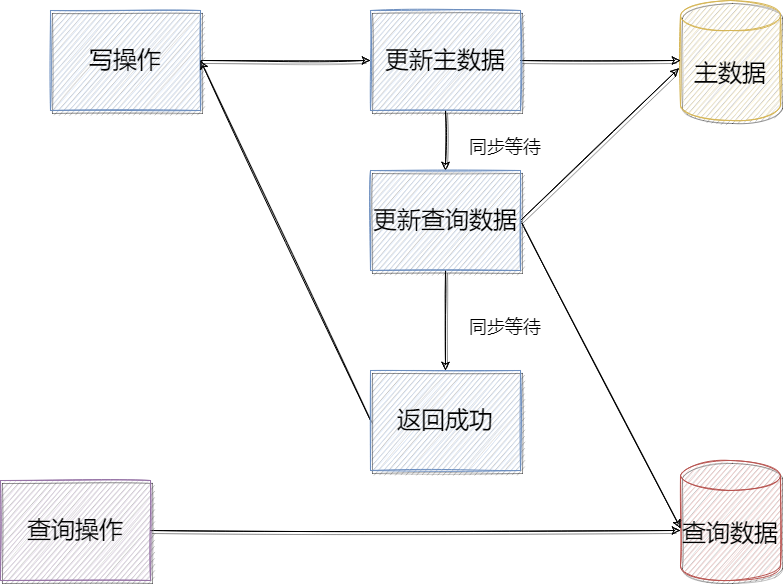 写操作
更新主数据
主数据
同步等待
更新查询数据
同步等待
返回成功
查询操作
查询数据